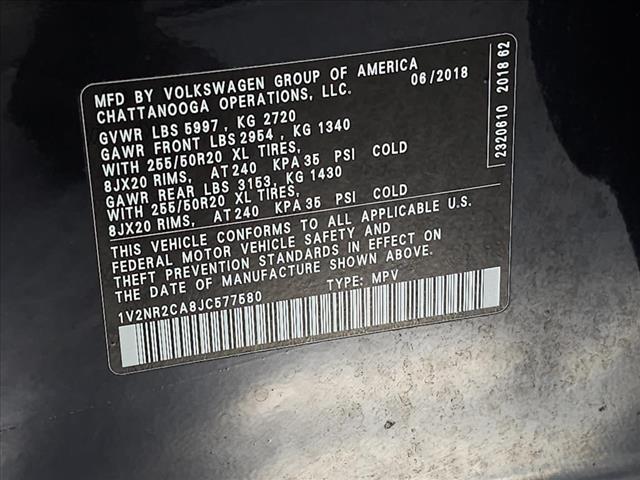 MFD BY VOLKSWAGEN GROUP OF AMERICA
CHATTANOOGA OPERATIONS, LLC. 06/2018
GVWR LBS 5997, KG 2720
GAWR FRONT LBS 2954, KG 1340
WITH 255/50R20 XL TIRES,
8JX20 RIMS, AT 240 KPA 35 PSI COLD
GAWR REAR LBS 3153, KG 1430
WITH 255/50R20 XL TIRES,
8JX20 RIMS, AT 240 KPA 35 PSI COLD
THIS VEHICLE CONFORMS TO ALL APPLICABLE U.S.
FEDERAL MOTOR VEHICLE SAFETY AND
THEFT PREVENTION STANDARDS IN EFFECT ON
THE DATE OF MANUFACTURE SHOWN ABOVE.
1V2NR2CA8JC577580 TYPE: MPV
2320610 2018 62